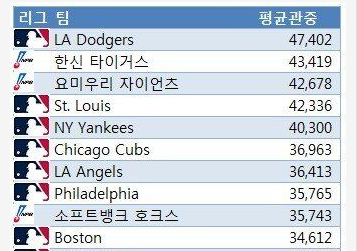 리그 팀 평균관중
LA Dodgers 47,402
한신 타이거스 43,419
요미우리 자이언츠 42,678
St. Louis 42,336
NY Yankees 40,300
Chicago Cubs 36,963
LA Angels 36,413
Philadelphia 35,765
소프트뱅크 호크스 35,743
Boston 34,612